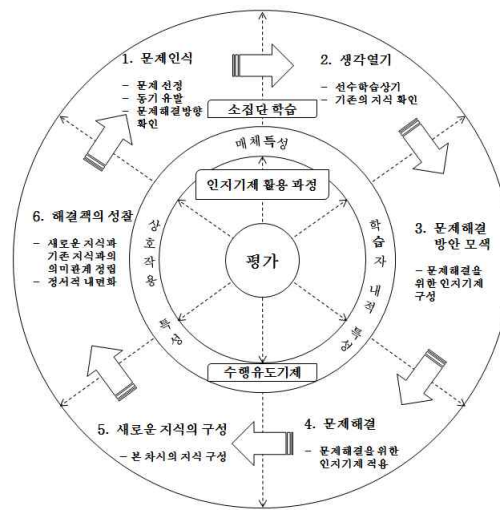 1. 문제인식
- 문제 선정
- 동기 유발
- 문제해결방향
확인
2. 생각열기
- 선수학습상기
- 기존의 지식 확인
소집단 학습
매체특성
인지기제 활용 과정
6. 해결책의 성찰
- 새로운 지식과
기존 지식과의
의미관계 정립
- 정서적 내면화
상호작용 특성
평가
학습자 내적 특성
3. 문제해결
방안 모색
- 문제해결을
위한 인지기제
구성
수행유도기제
5. 새로운 지식의 구성
- 본 차시의 지식 구성
4. 문제해결
- 문제해결을 위한
인지기제 적용